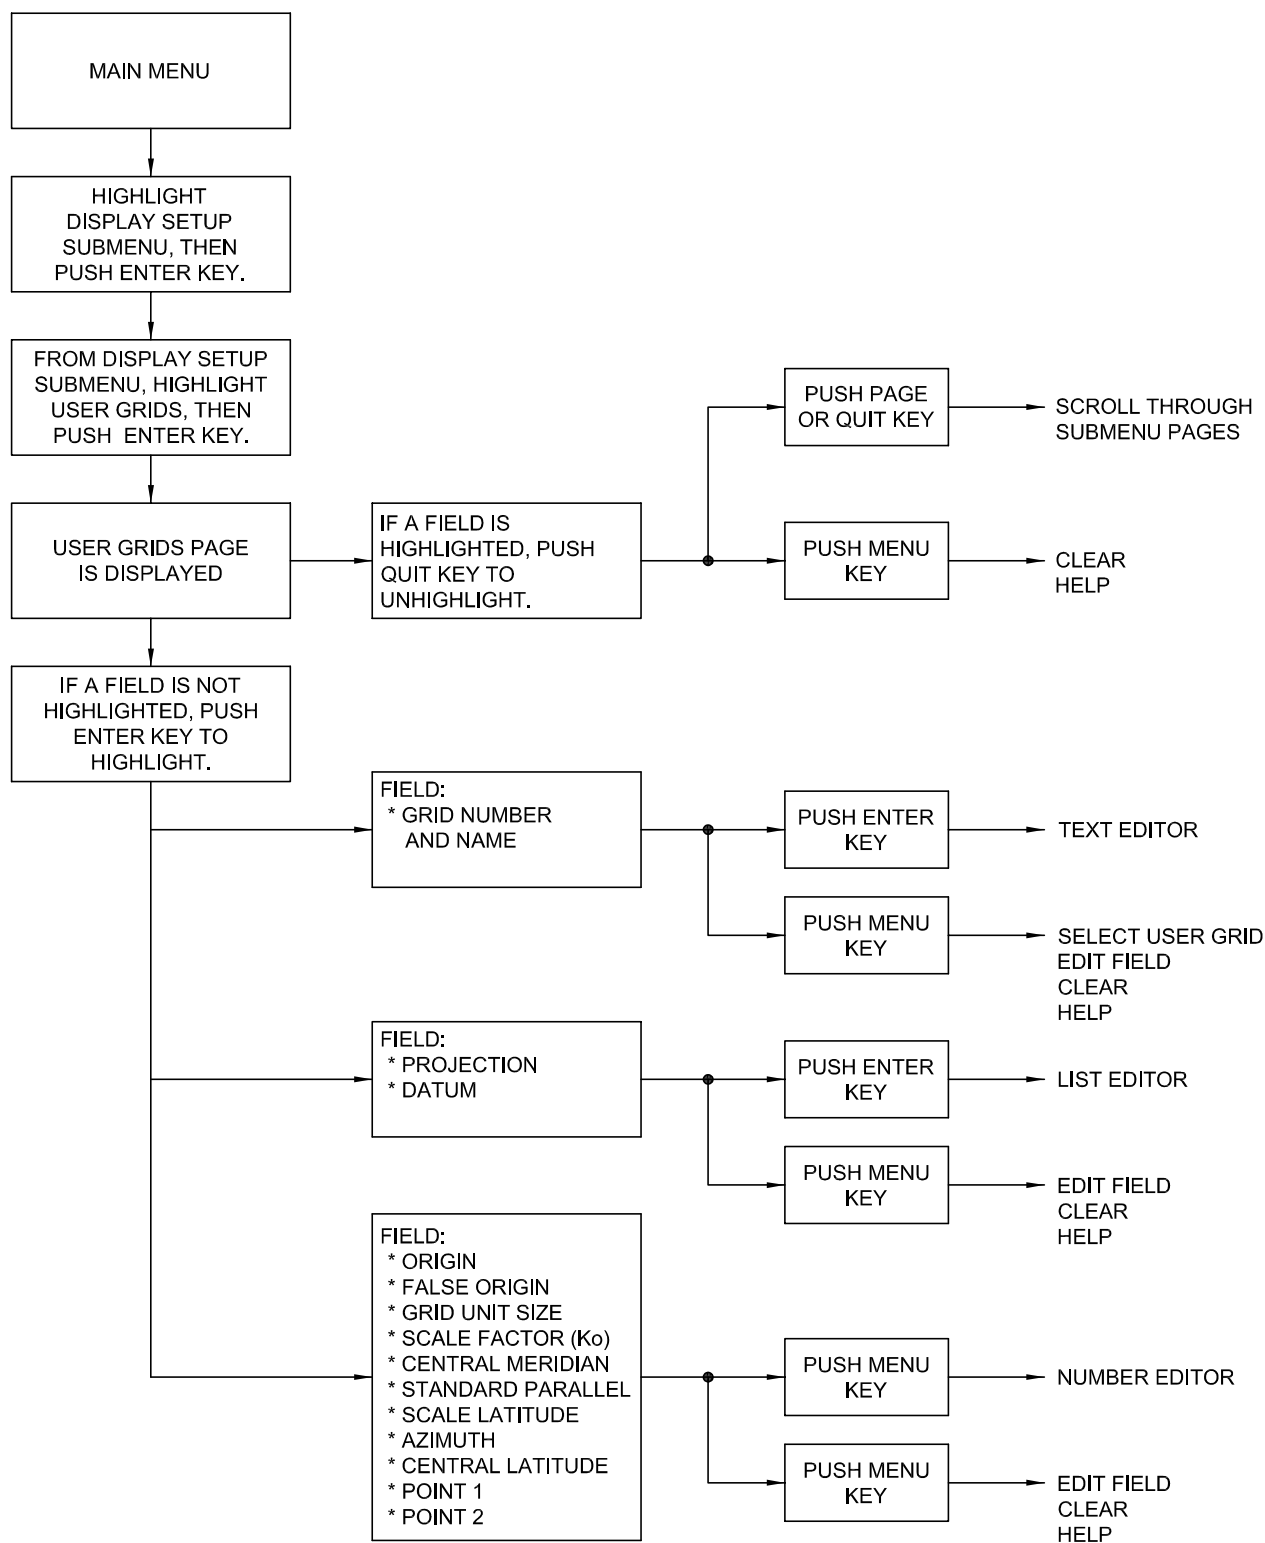 MAIN MENU
HIGHLIGHT
DISPLAY SETUP
SUBMENU, THEN
PUSH ENTER KEY.
FROM DISPLAY SETUP
SUBMENU, HIGHLIGHT
USER GRIDS, THEN
PUSH ENTER KEY.
USER GRIDS PAGE
IS DISPLAYED
IF A FIELD IS
HIGHLIGHTED, PUSH
QUIT KEY TO
UNHIGHLIGHT.
PUSH PAGE
OR QUIT KEY
SCROLL THROUGH
SUBMENU PAGES
PUSH MENU
KEY
CLEAR
HELP
IF A FIELD IS NOT
HIGHLIGHTED, PUSH
ENTER KEY TO
HIGHLIGHT.
FIELD:
* GRID NUMBER
AND NAME
PUSH ENTER
KEY
TEXT EDITOR
PUSH MENU
KEY
SELECT USER GRID
EDIT FIELD
CLEAR
HELP
FIELD:
* PROJECTION
* DATUM
PUSH ENTER
KEY
LIST EDITOR
PUSH MENU
KEY
EDIT FIELD
CLEAR
HELP
FIELD:
* ORIGIN
* FALSE ORIGIN
* GRID UNIT SIZE
* SCALE FACTOR (Ko)
* CENTRAL MERIDIAN
* STANDARD PARALLEL
* SCALE LATITUDE
* AZIMUTH
* CENTRAL LATITUDE
* POINT 1
* POINT 2
PUSH MENU
KEY
NUMBER EDITOR
PUSH MENU
KEY
EDIT FIELD
CLEAR
HELP